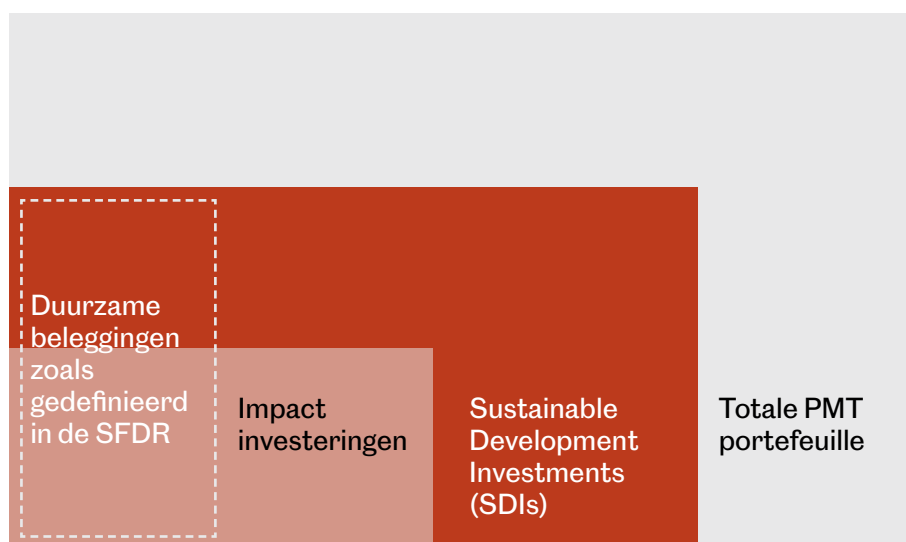 Duurzame
beleggingen
zoals
gedefinieerd
in de SFDR
Impact
investeringen
Sustainable
Development
Investments
(SDIs)
Totale PMT
portefeuille